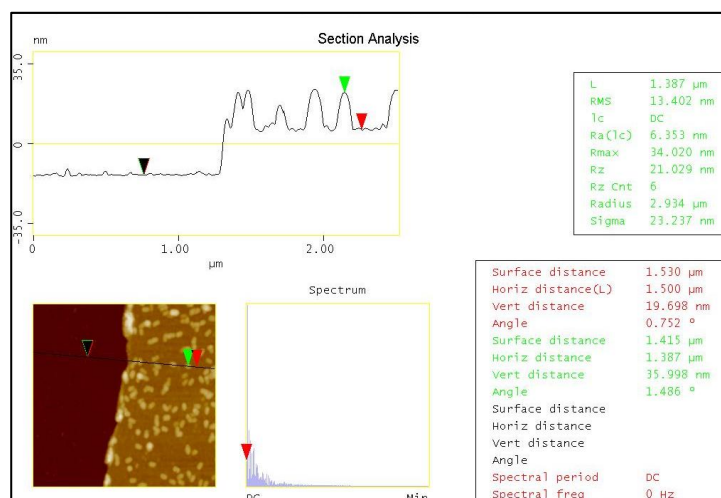 Section Analysis
nm
35.0
0
-35.0
0
1.00
2.00
µm
L 1.387 µm
RMS 13.402 nm
lc DC
Ra(lc) 6.353 nm
Rmax 34.020 nm
Rz 21.029 nm
Rz Cnt 6
Radius 2.934 µm
Sigma 23.237 nm
Spectrum
DC Min
Surface distance 1.530 µm
Horiz distance(L) 1.500 µm
Vert distance 19.698 nm
Angle 0.752 °
Surface distance 1.415 µm
Horiz distance 1.387 µm
Vert distance 35.998 nm
Angle 1.486 °
Surface distance
Horiz distance
Vert distance
Angle
Spectral period DC
Spectral freq 0 Hz